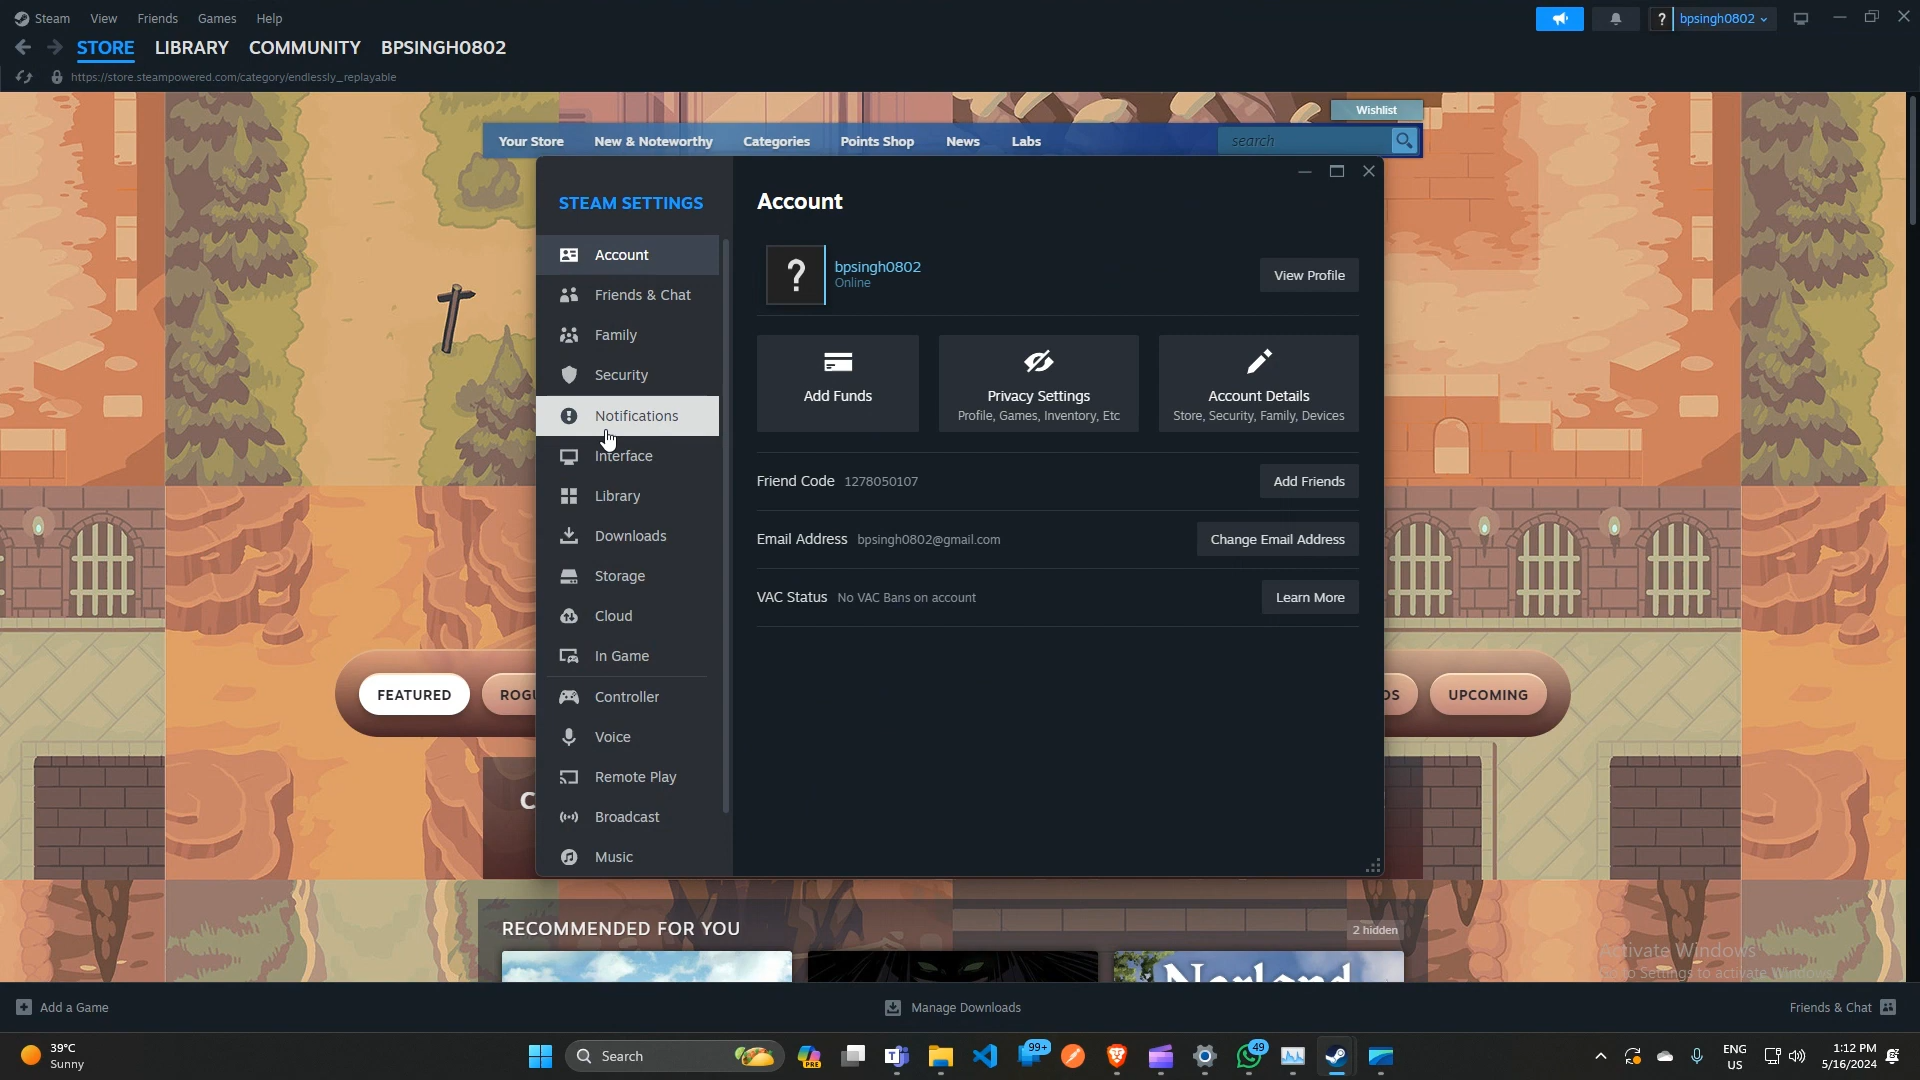 Steam View Friends Games Help
bpsingh0802
STORE LIBRARY COMMUNITY BPSINGH0802
https://store.steampowered.com/category/endlessly_replayable
Wishlist
Your Store New & Noteworthy Categories Points Shop News Labs search
STEAM SETTINGS
Account
Friends & Chat
Family
Security
Notifications
Interface
Library
Downloads
Storage
Cloud
In Game
Controller
Voice
Remote Play
Broadcast
Music
Account
?
bpsingh0802
Online
View Profile
Add Funds
Privacy Settings
Profile, Games, Inventory, Etc
Account Details
Store, Security, Family, Devices
Friend Code 1278050107
Add Friends
Email Address bpsingh0802@gmail.com
Change Email Address
VAC Status No VAC Bans on account
Learn More
FEATURED ROGU DS UPCOMING
C
RECOMMENDED FOR YOU
2 hidden
Norland
Activate Windows
Go to Settings to activate Windows.
Add a Game
Manage Downloads
Friends & Chat
39°C
Sunny
Search
PRE
99+
49
ENG
US
1:12 PM
5/16/2024